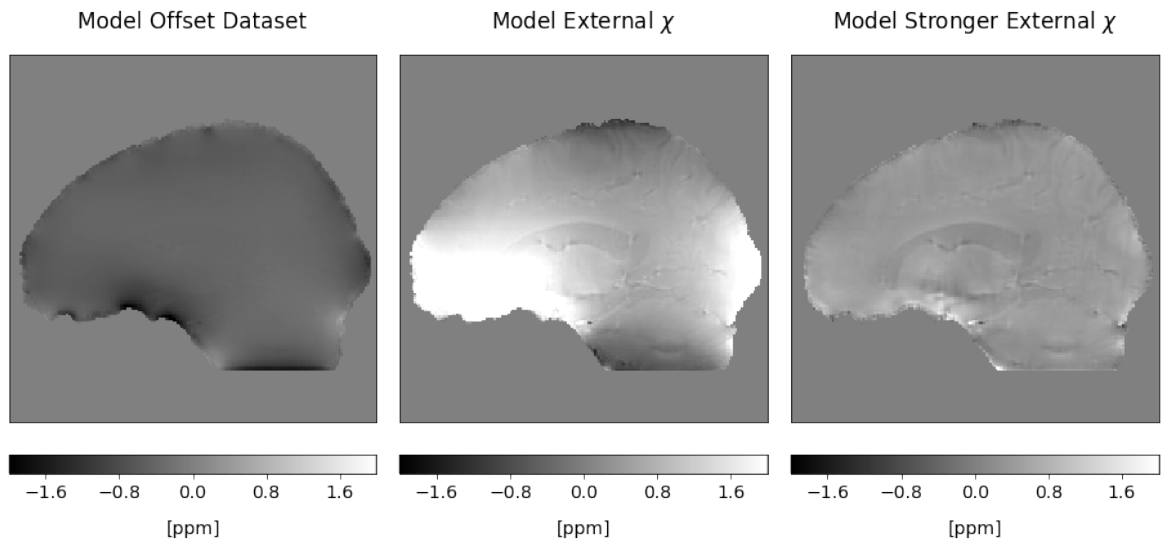 Model Offset Dataset
Model External χ
Model Stronger External χ
−1.6 −0.8 0.0 0.8 1.6
−1.6 −0.8 0.0 0.8 1.6
−1.6 −0.8 0.0 0.8 1.6
[ppm]
[ppm]
[ppm]